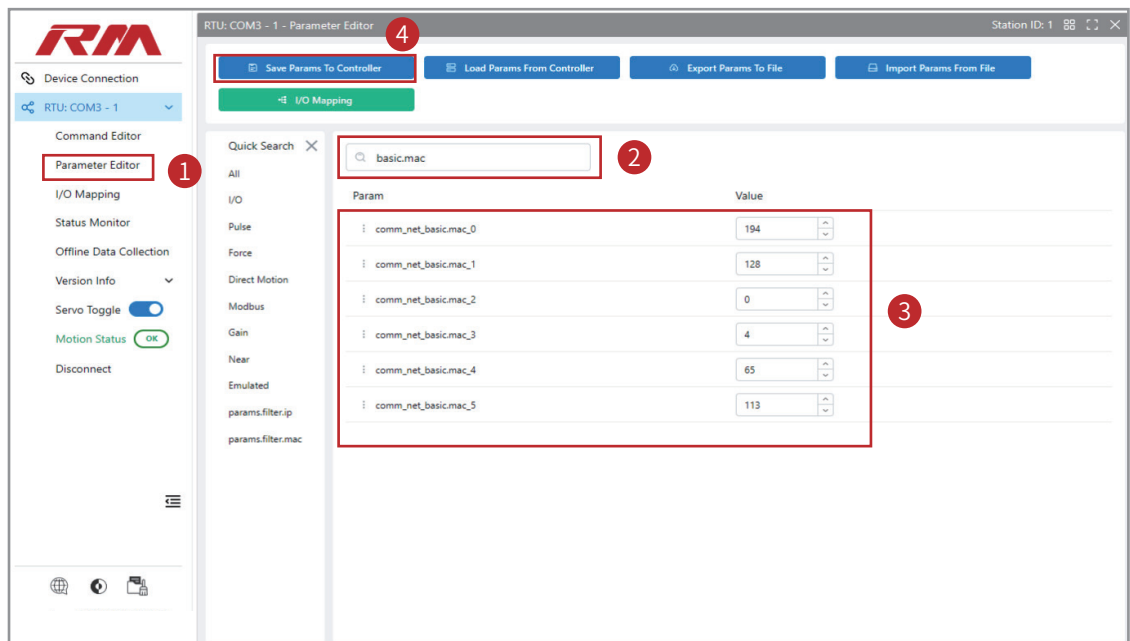 RM
Device Connection
RTU: COM3 - 1
Command Editor
Parameter Editor
1
I/O Mapping
Status Monitor
Offline Data Collection
Version Info
Servo Toggle
Motion Status OK
Disconnect
RTU: COM3 - 1 - Parameter Editor
Station ID: 1
4
Save Params To Controller
Load Params From Controller
Export Params To File
Import Params From File
I/O Mapping
Quick Search
All
I/O
Pulse
Force
Direct Motion
Modbus
Gain
Near
Emulated
params.filter.ip
params.filter.mac
basic.mac
2
Param Value
comm_net_basic.mac_0 194
comm_net_basic.mac_1 128
comm_net_basic.mac_2 0
comm_net_basic.mac_3 4
comm_net_basic.mac_4 65
comm_net_basic.mac_5 113
3